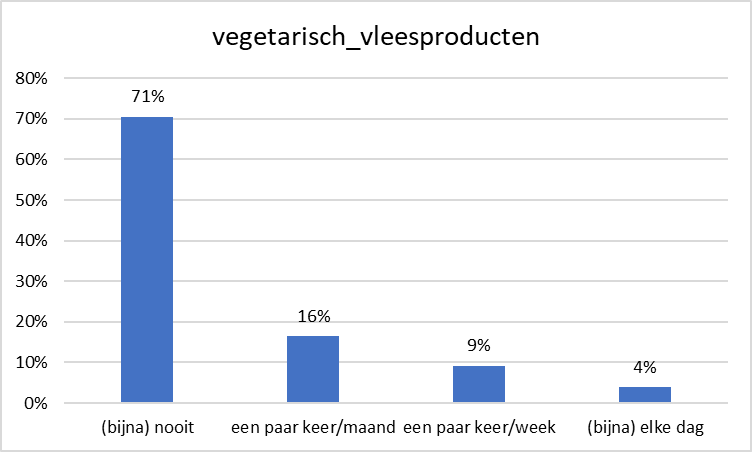 vegetarisch_vleesproducten
80%
70%
60%
50%
40%
30%
20%
10%
0%
71%
16%
9%
4%
(bijna) nooit
een paar keer/maand
een paar keer/week
(bijna) elke dag